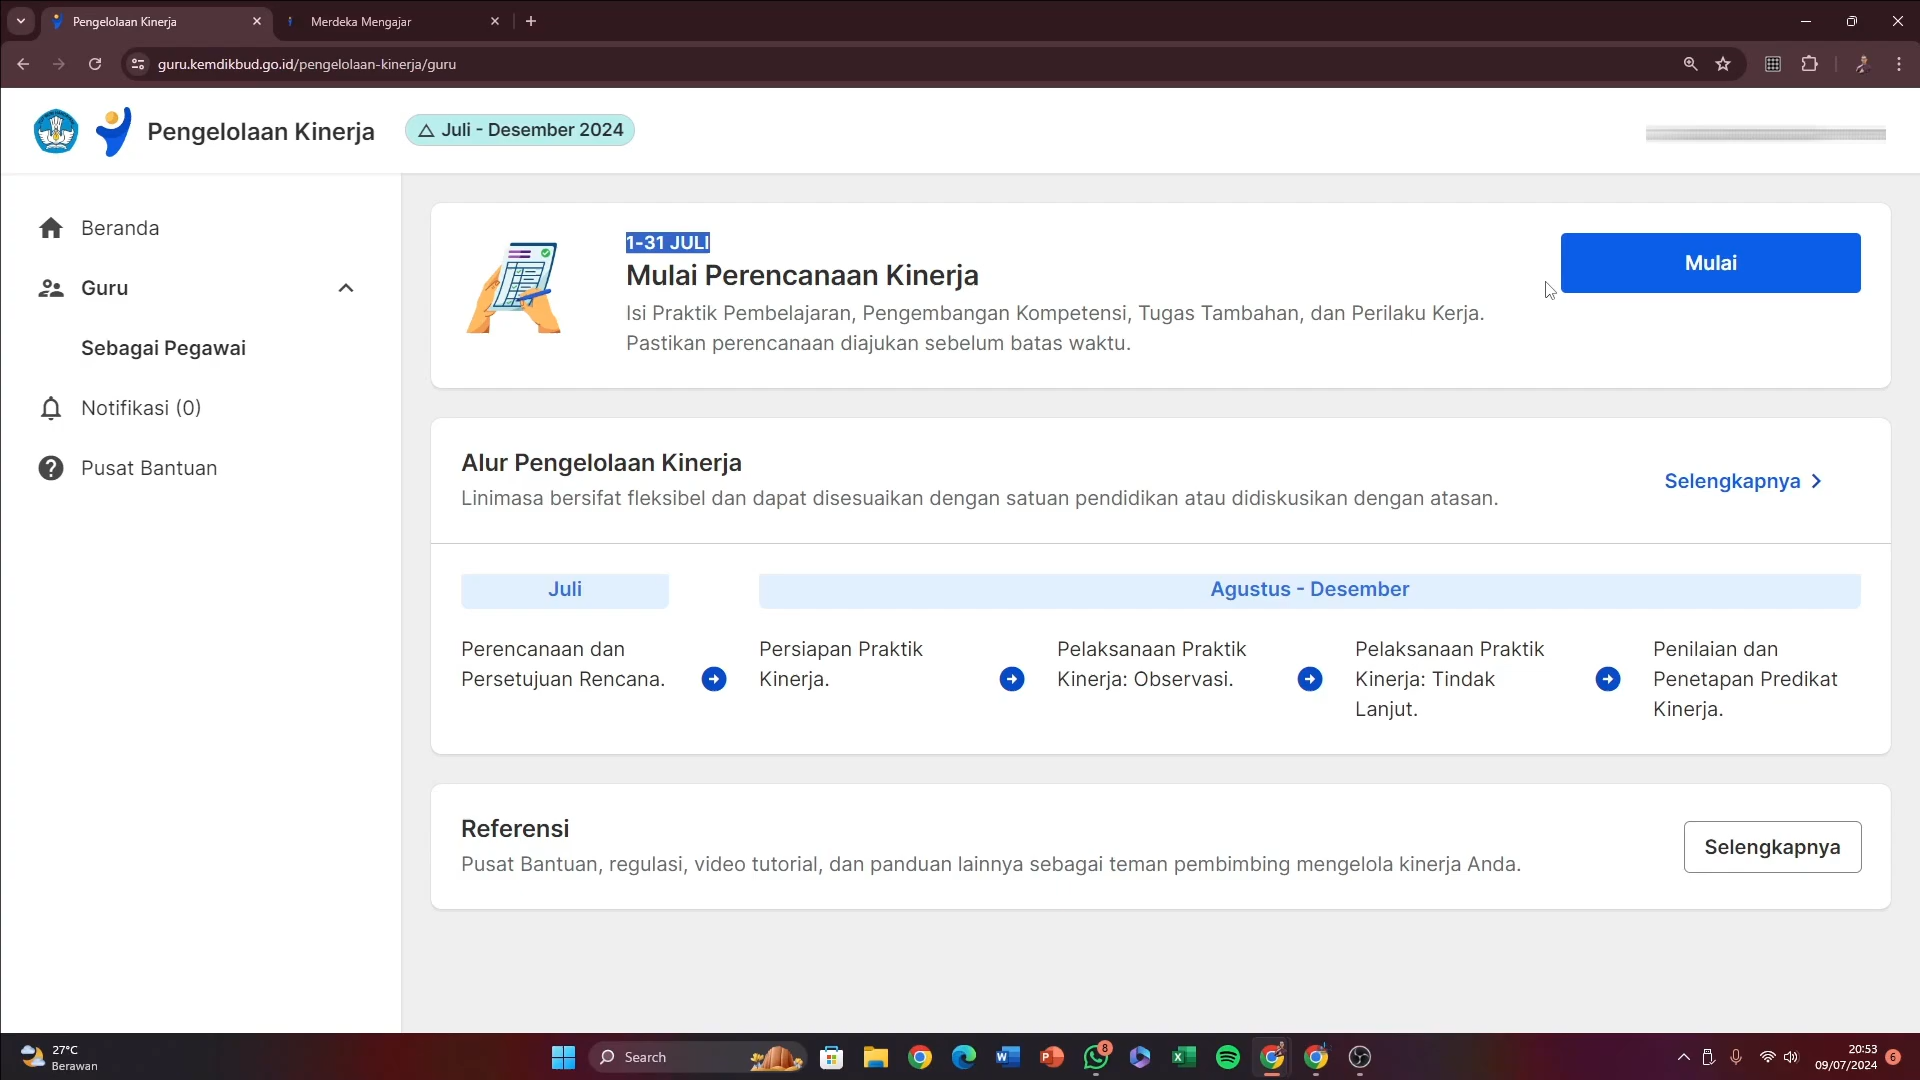 Pengelolaan Kinerja
Merdeka Mengajar
guru.kemdikbud.go.id/pengelolaan-kinerja/guru
Pengelolaan Kinerja
Juli - Desember 2024
Beranda
Guru
Sebagai Pegawai
Notifikasi (0)
Pusat Bantuan
1-31 JULI
Mulai Perencanaan Kinerja
Isi Praktik Pembelajaran, Pengembangan Kompetensi, Tugas Tambahan, dan Perilaku Kerja.
Pastikan perencanaan diajukan sebelum batas waktu.
Mulai
Alur Pengelolaan Kinerja
Linimasa bersifat fleksibel dan dapat disesuaikan dengan satuan pendidikan atau didiskusikan dengan atasan.
Selengkapnya
Juli
Agustus - Desember
Perencanaan dan
Persetujuan Rencana.
Persiapan Praktik
Kinerja.
Pelaksanaan Praktik
Kinerja: Observasi.
Pelaksanaan Praktik
Kinerja: Tindak
Lanjut.
Penilaian dan
Penetapan Predikat
Kinerja.
Referensi
Pusat Bantuan, regulasi, video tutorial, dan panduan lainnya sebagai teman pembimbing mengelola kinerja Anda.
Selengkapnya
27°C
Berawan
Search
8
20:53
09/07/2024
6